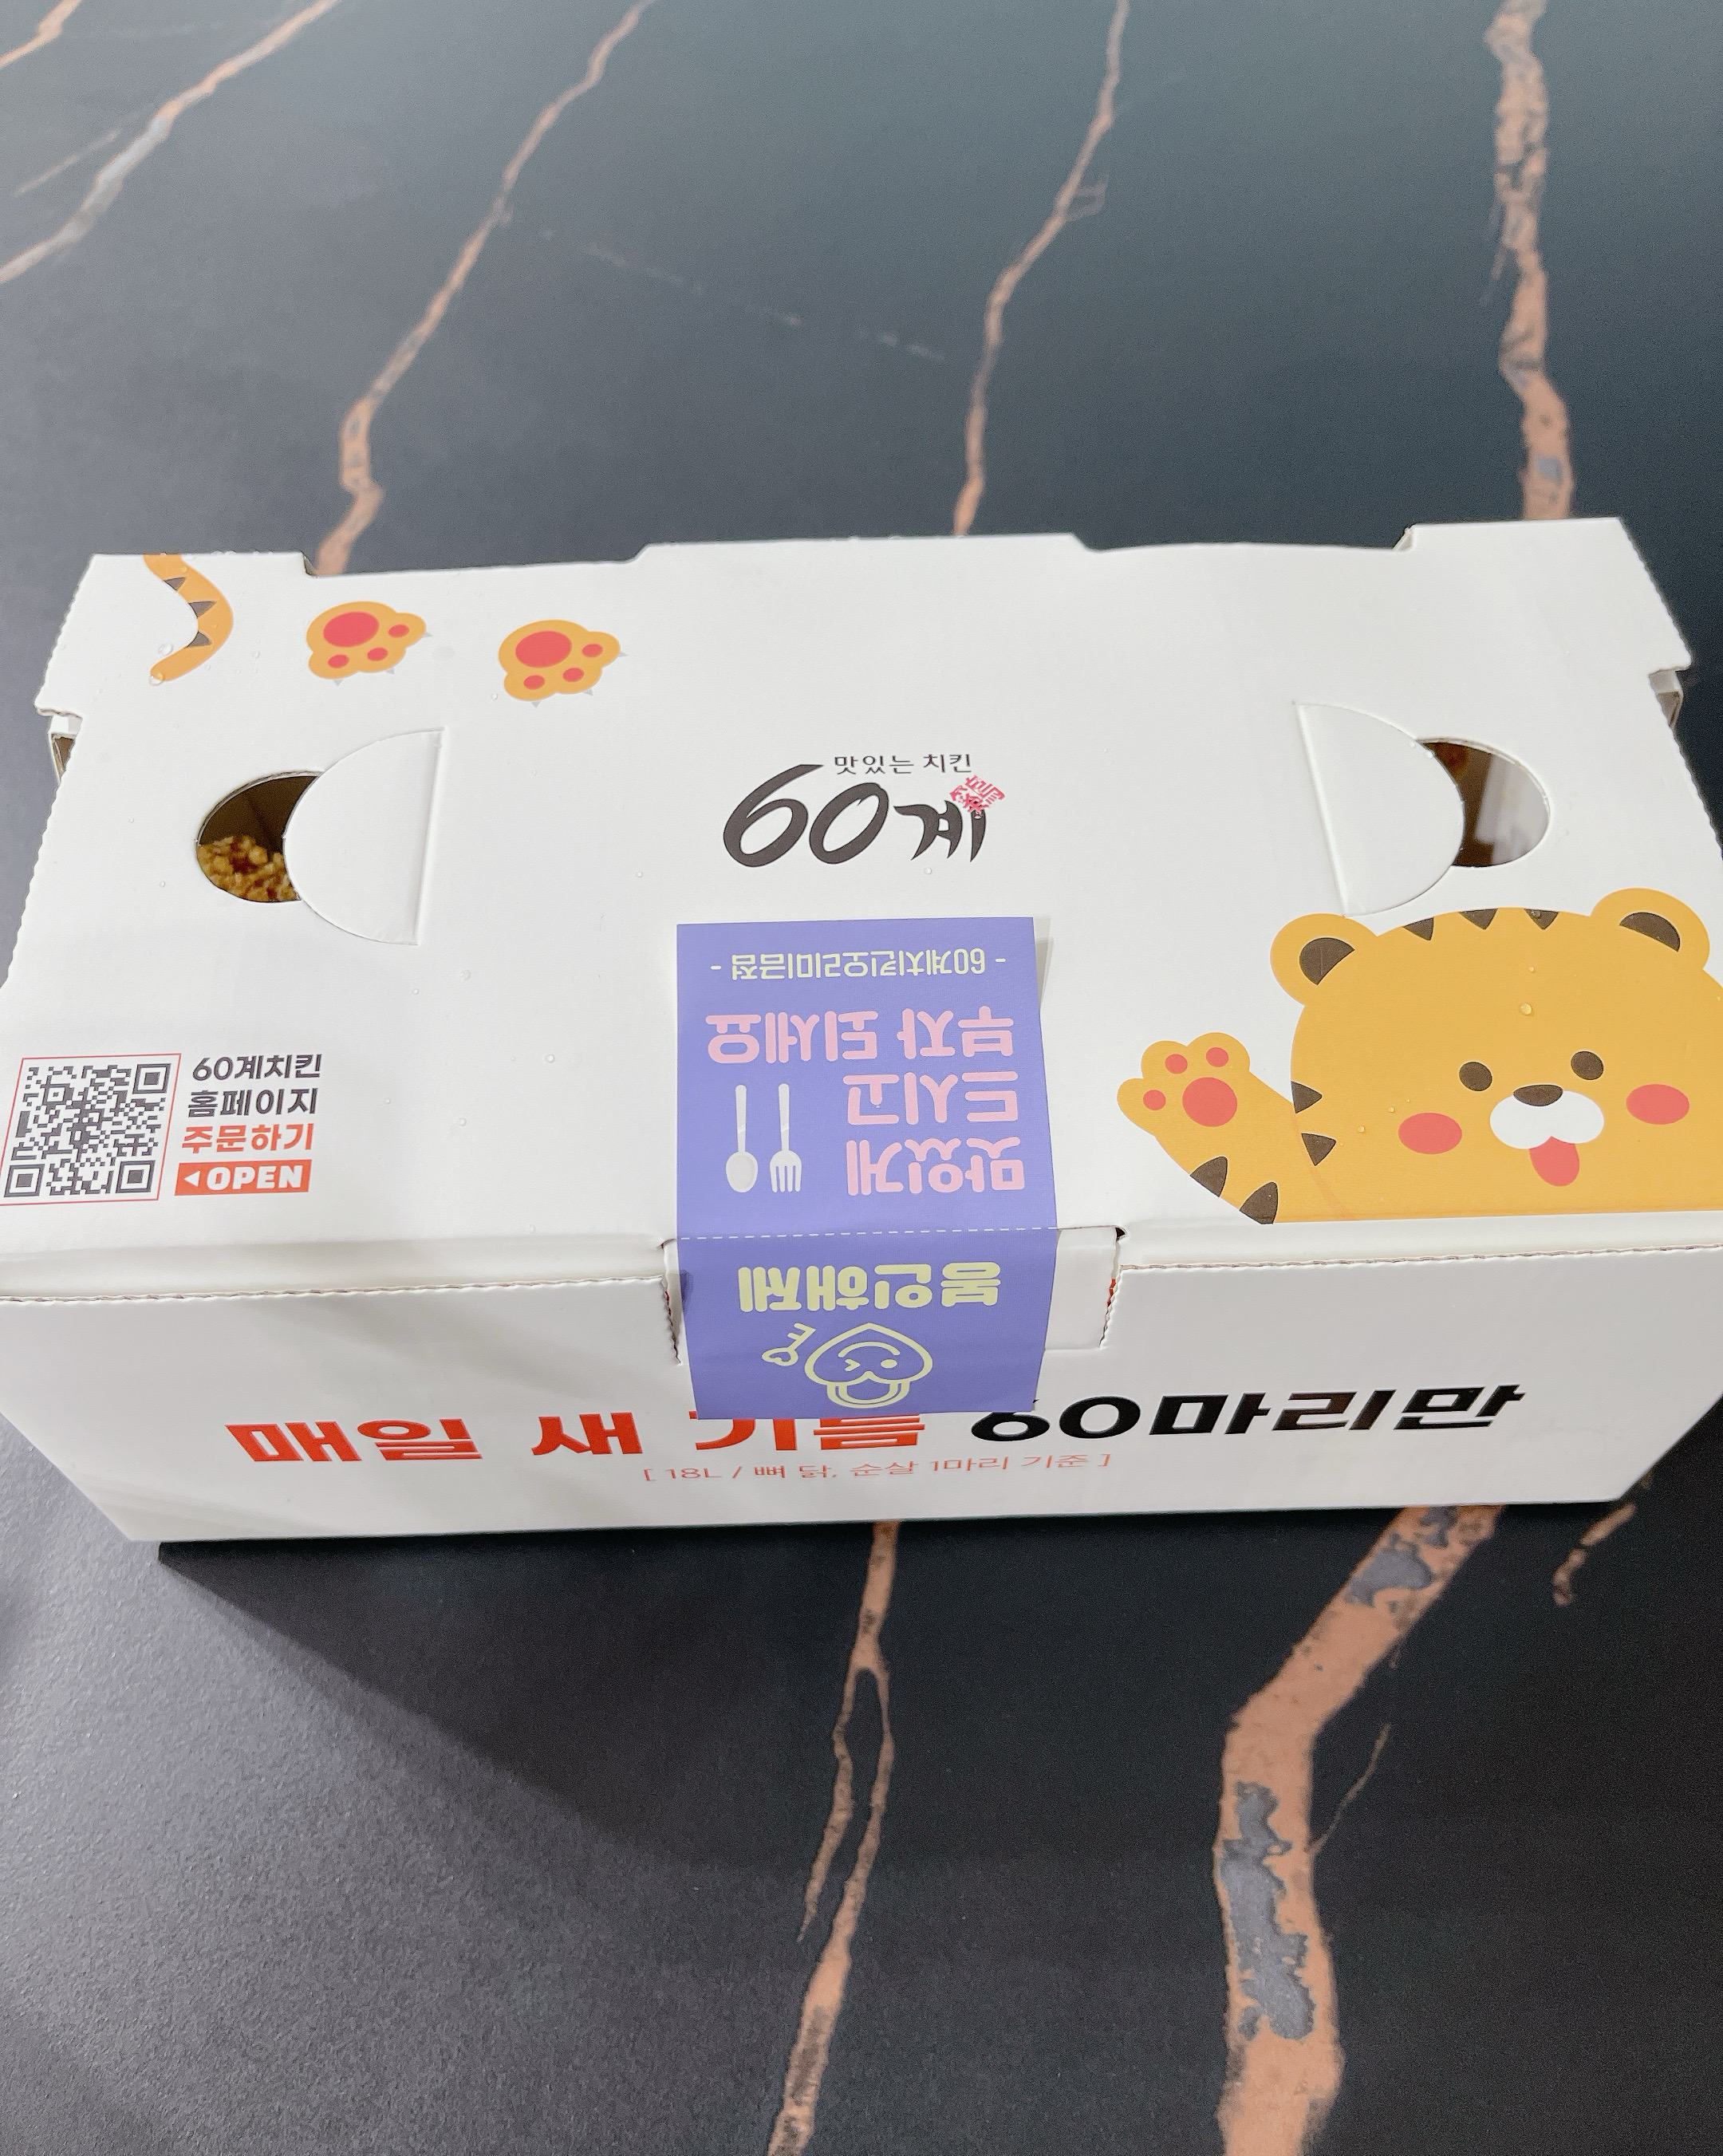 맛있는 치킨
60계
60계치킨
홈페이지
주문하기
OPEN
- 60계치킨오리미금점 -
맛있게
드시고
부자 되세요
봉인해제
매일 새 기름 60마리만
[ 18L / 뼈 닭, 순살 1마리 기준 ]